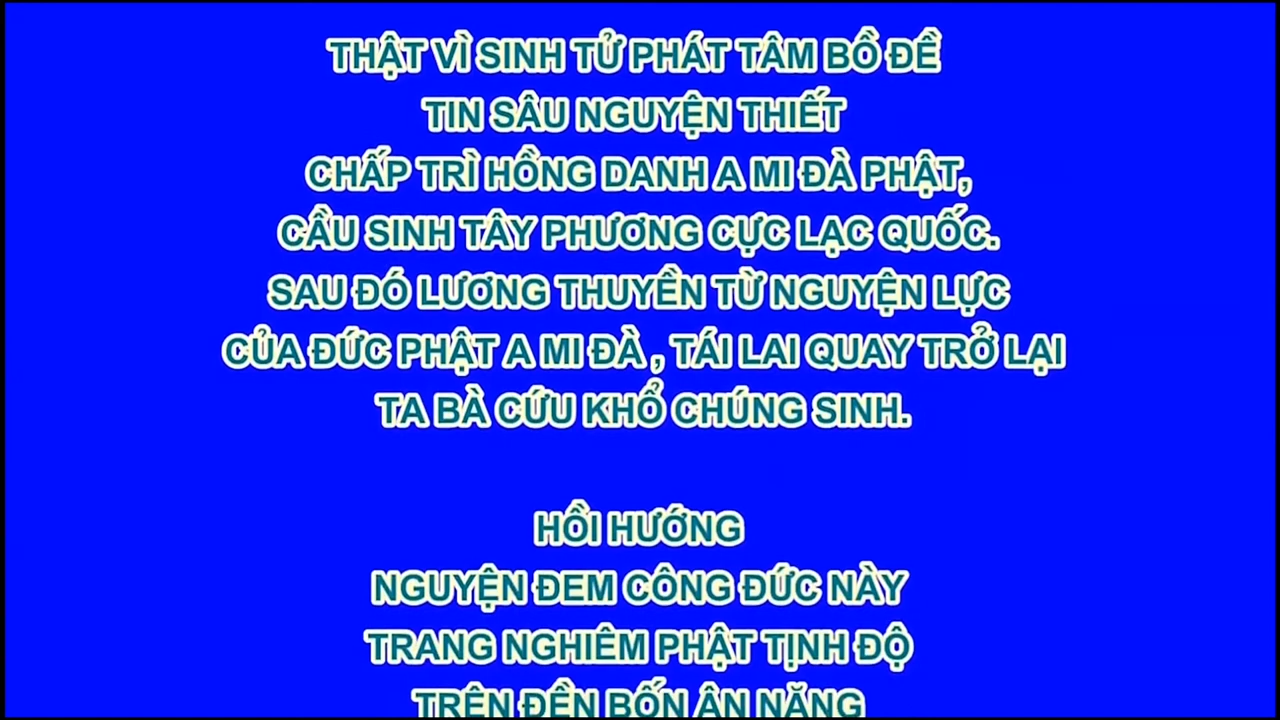 THẬT VÌ SINH TỬ PHÁT TÂM BỒ ĐỀ
TIN SÂU NGUYỆN THIẾT
CHẤP TRÌ HỒNG DANH A MI ĐÀ PHẬT,
CẦU SINH TÂY PHƯƠNG CỰC LẠC QUỐC.
SAU ĐÓ LƯƠNG THUYỀN TỪ NGUYỆN LỰC
CỦA ĐỨC PHẬT A MI ĐÀ , TÁI LAI QUAY TRỞ LẠI
TA BÀ CỨU KHỔ CHÚNG SINH.
HỒI HƯỚNG
NGUYỆN ĐEM CÔNG ĐỨC NÀY
TRANG NGHIÊM PHẬT TỊNH ĐỘ
TRÊN ĐỀN BỐN ÂN NẶNG